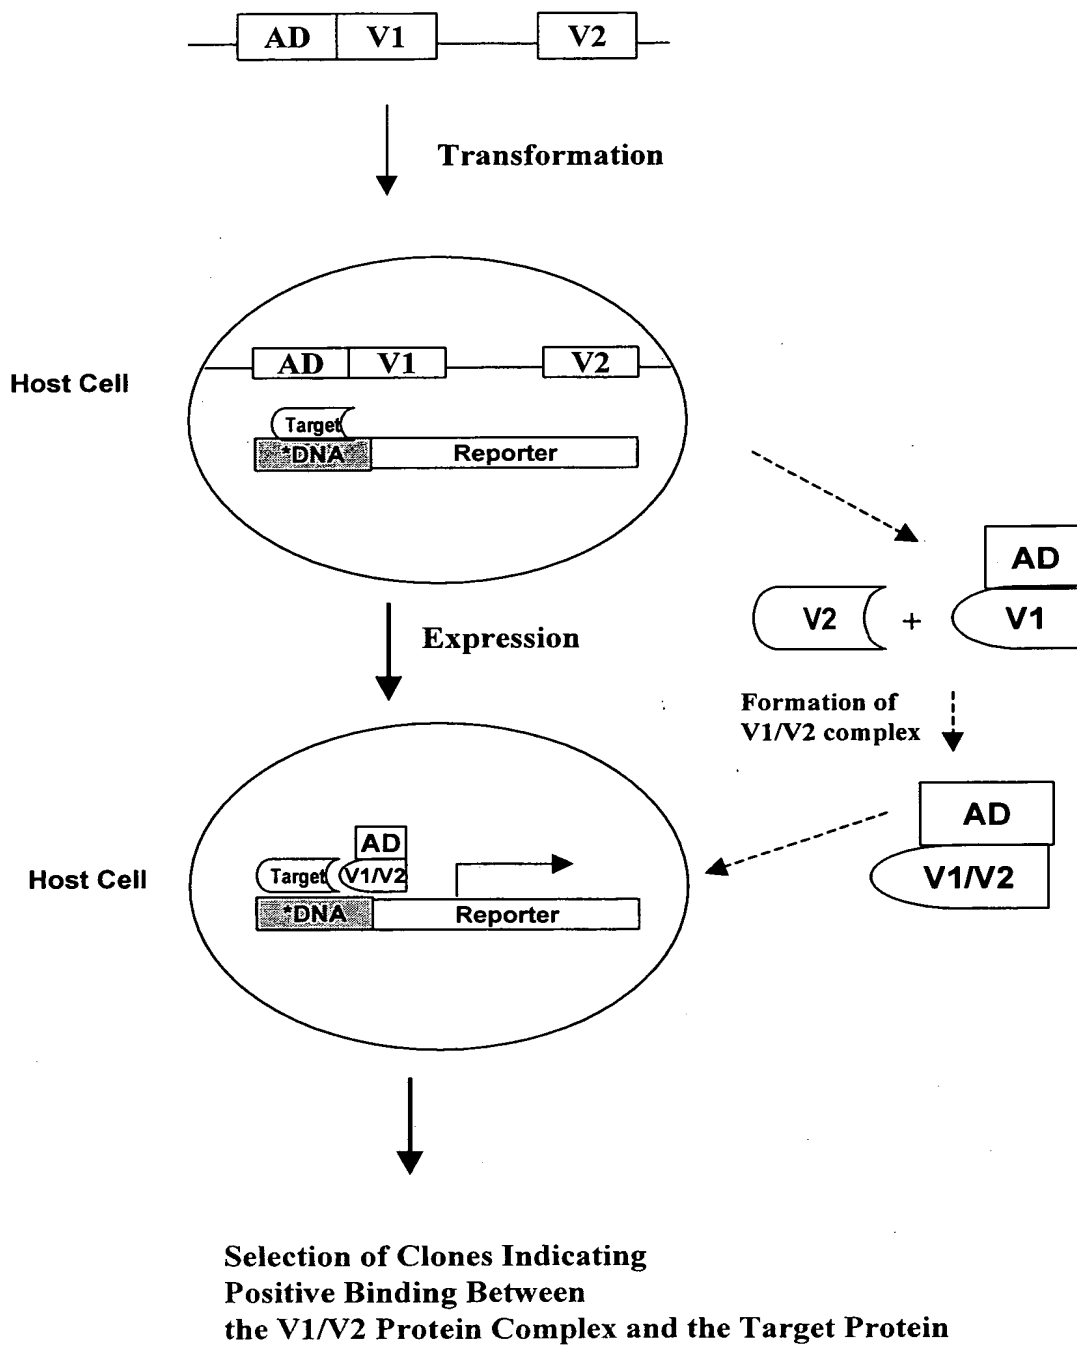 AD V1 V2
Transformation
Host Cell
AD V1 V2
Target
*DNA* Reporter
AD
V2 + V1
Expression
Formation of
V1/V2 complex
AD
V1/V2
Host Cell
AD
Target V1/V2
*DNA Reporter
Selection of Clones Indicating
Positive Binding Between
the V1/V2 Protein Complex and the Target Protein